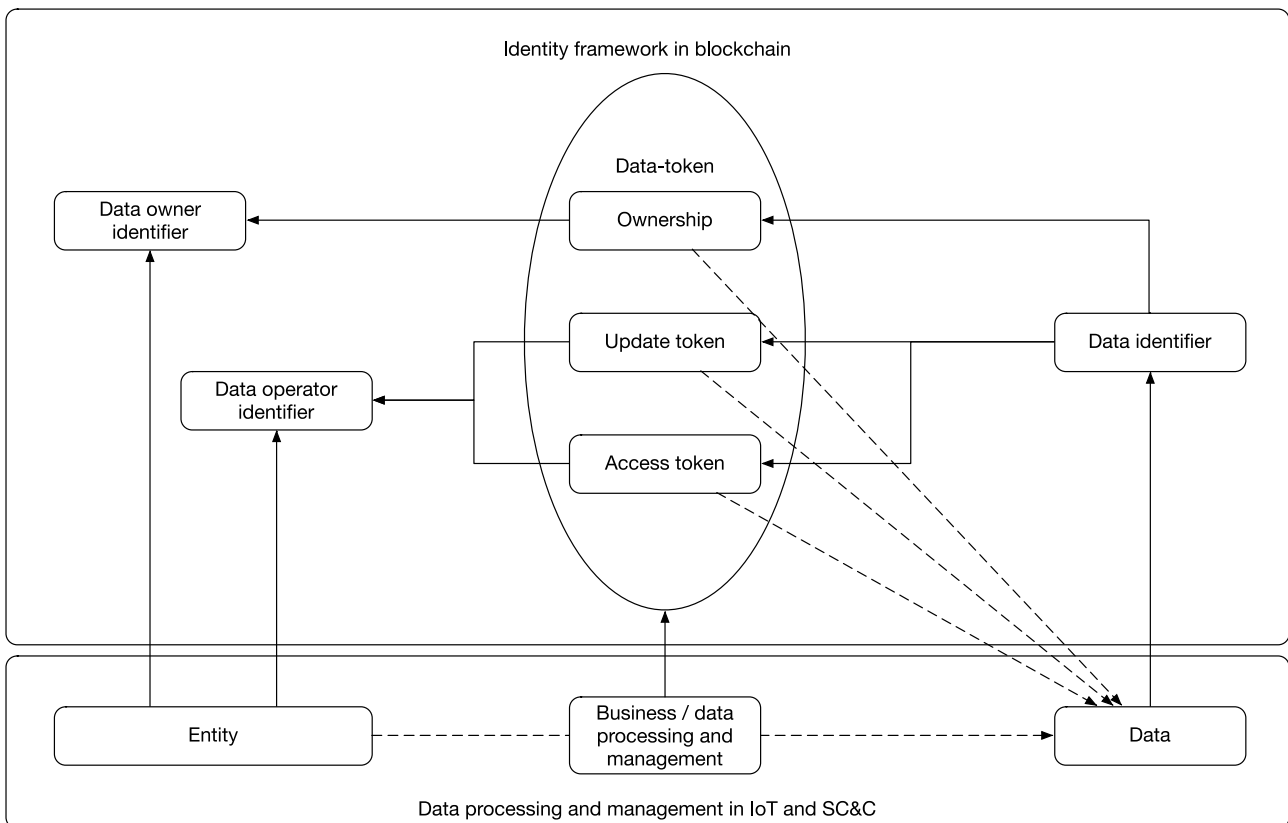 Identity framework in blockchain
Data-token
Data owner
identifier
Ownership
Update token
Data identifier
Data operator
identifier
Access token
Entity
Business / data
processing and
management
Data
Data processing and management in IoT and SC&C